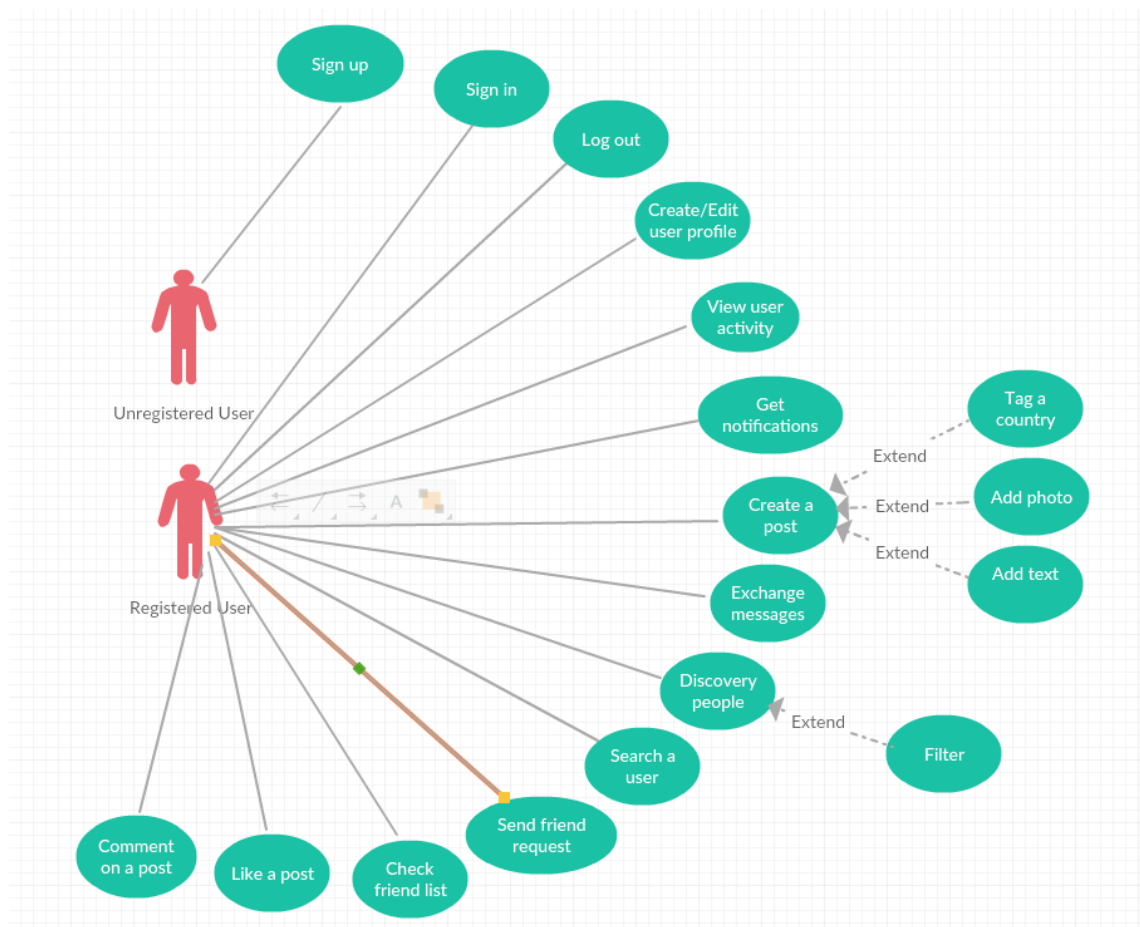 Sign up
Sign in
Log out
Create/Edit
user profile
View user
activity
Unregistered User
Get
notifications
Tag a
country
Extend
A
Create a
post
Extend
Add photo
Extend
Add text
Registered User
Exchange
messages
Discovery
people
Extend
Filter
Search a
user
Send friend
request
Comment
on a post
Like a post
Check
friend list